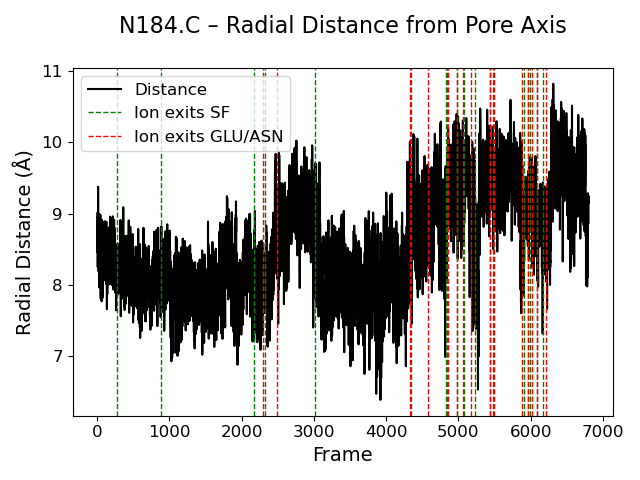 N184.C – Radial Distance from Pore Axis
11
10
9
8
7
Radial Distance (Å)
Distance
Ion exits SF
Ion exits GLU/ASN
0 1000 2000 3000 4000 5000 6000 7000
Frame